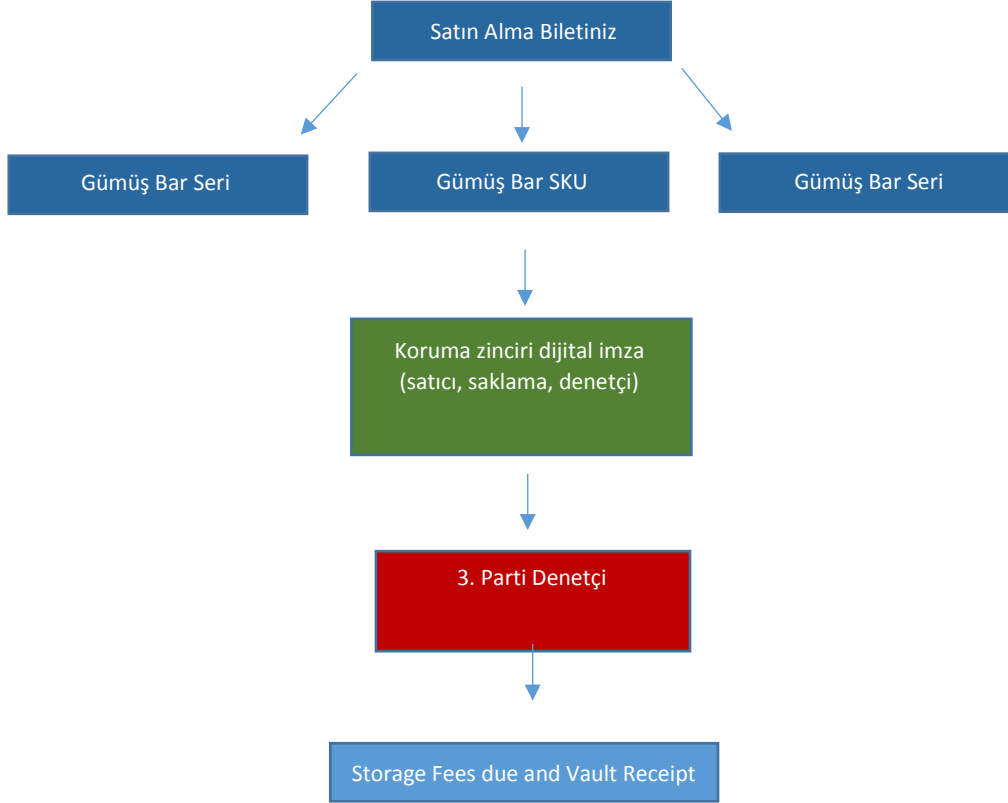 Satın Alma Biletiniz
Gümüş Bar Seri
Gümüş Bar SKU
Gümüş Bar Seri
Koruma zinciri dijital imza
(satıcı, saklama, denetçi)
3. Parti Denetçi
Storage Fees due and Vault Receipt